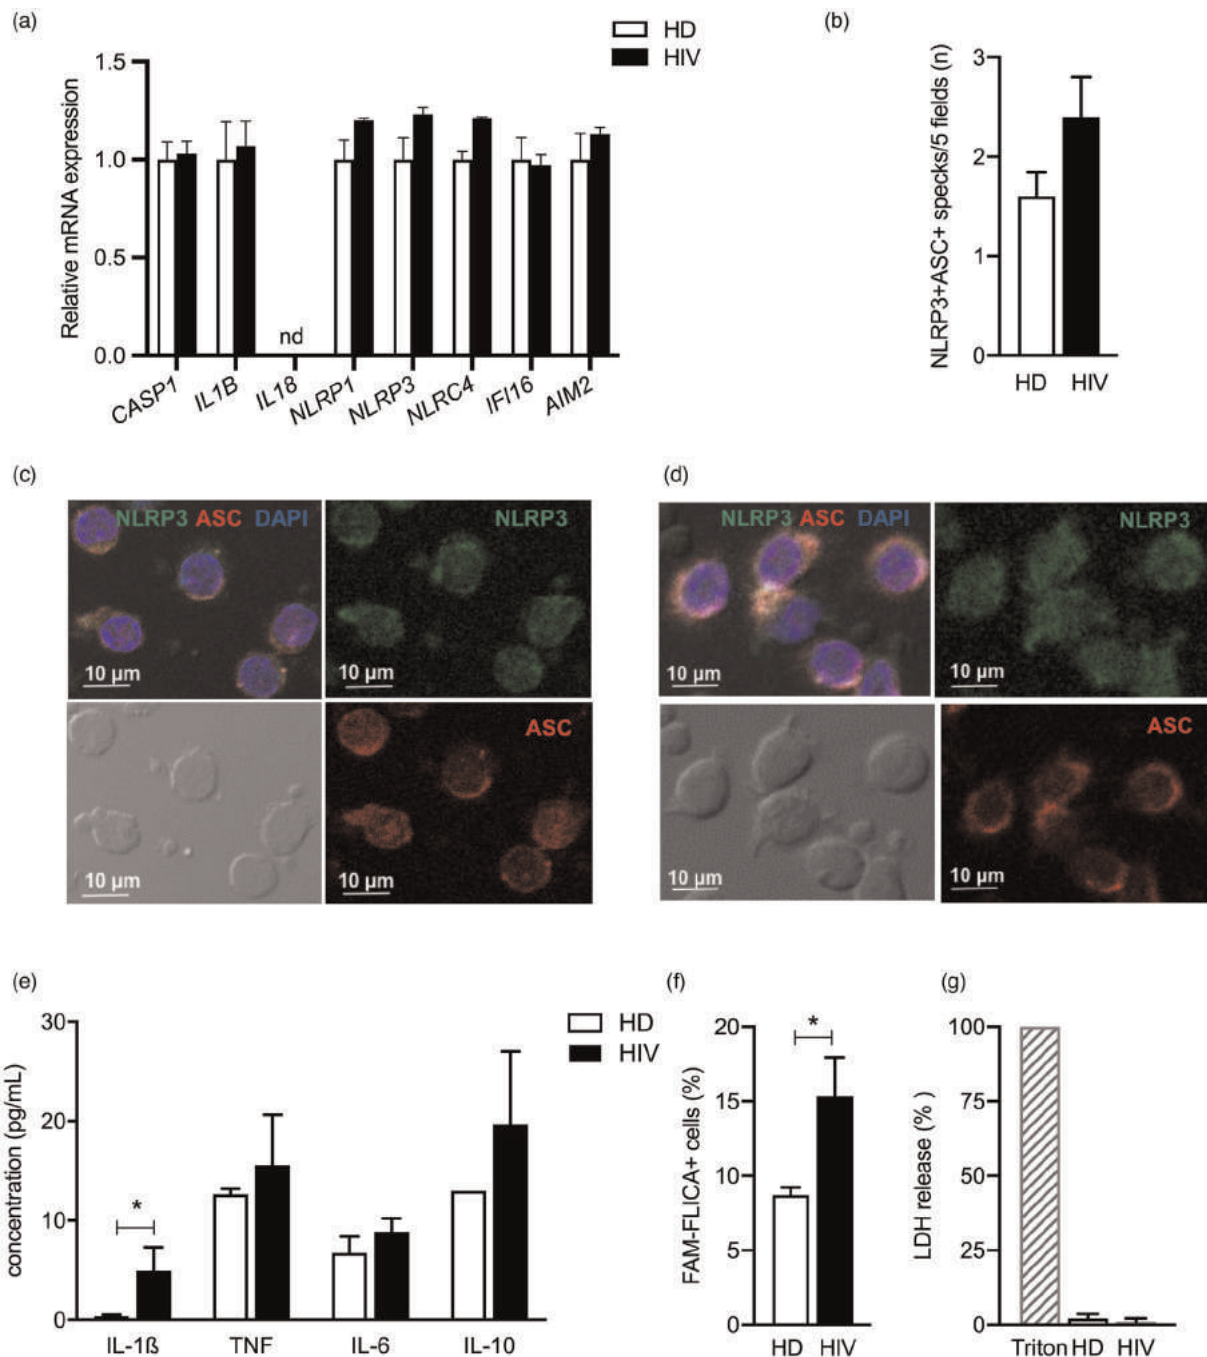 (a)
HD
HIV
Relative mRNA expression
1.5
1.0
0.5
0.0
nd
CASP1
IL1B
IL18
NLRP1
NLRP3
NLRC4
IFI16
AIM2
(b)
NLRP3+ASC+ specks/5 fields (n)
3
2
1
0
HD HIV
(c)
NLRP3 ASC DAPI
10 µm
NLRP3
10 µm
10 µm
ASC
10 µm
(d)
NLRP3 ASC DAPI
10 µm
NLRP3
10 µm
10 µm
ASC
10 µm
(e)
HD
HIV
concentration (pg/mL)
30
20
10
0
*
IL-1ß TNF IL-6 IL-10
(f)
FAM-FLICA+ cells (%)
20
15
10
5
0
*
HD HIV
(g)
LDH release (% )
100
75
50
25
0
Triton HD HIV